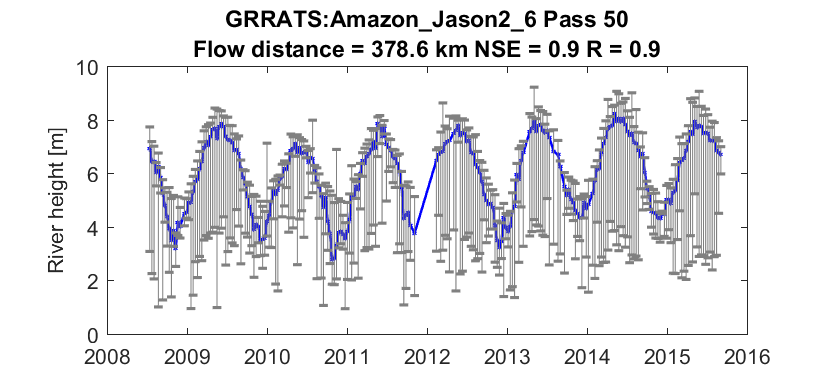 GRRATS:Amazon_Jason2_6 Pass 50
Flow distance = 378.6 km NSE = 0.9 R = 0.9
River height [m]
10
8
6
4
2
0
2008 2009 2010 2011 2012 2013 2014 2015 2016